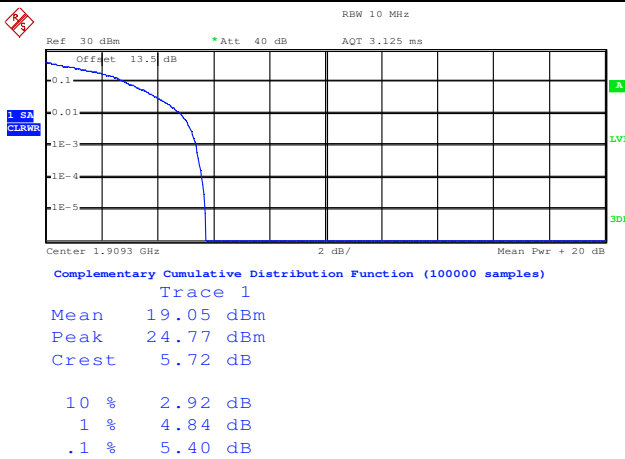 R S
RBW 10 MHz
Ref 30 dBm *Att 40 dB AQT 3.125 ms
Offset 13.5 dB
0.1
A
1 SA
CLRWR
0.01
LVL
1E-3
1E-4
1E-5
Center 1.9093 GHz 2 dB/ Mean Pwr + 20 dB
Complementary Cumulative Distribution Function (100000 samples)
Trace 1
Mean 19.05 dBm
Peak 24.77 dBm
Crest 5.72 dB
10 % 2.92 dB
1 % 4.84 dB
.1 % 5.40 dB